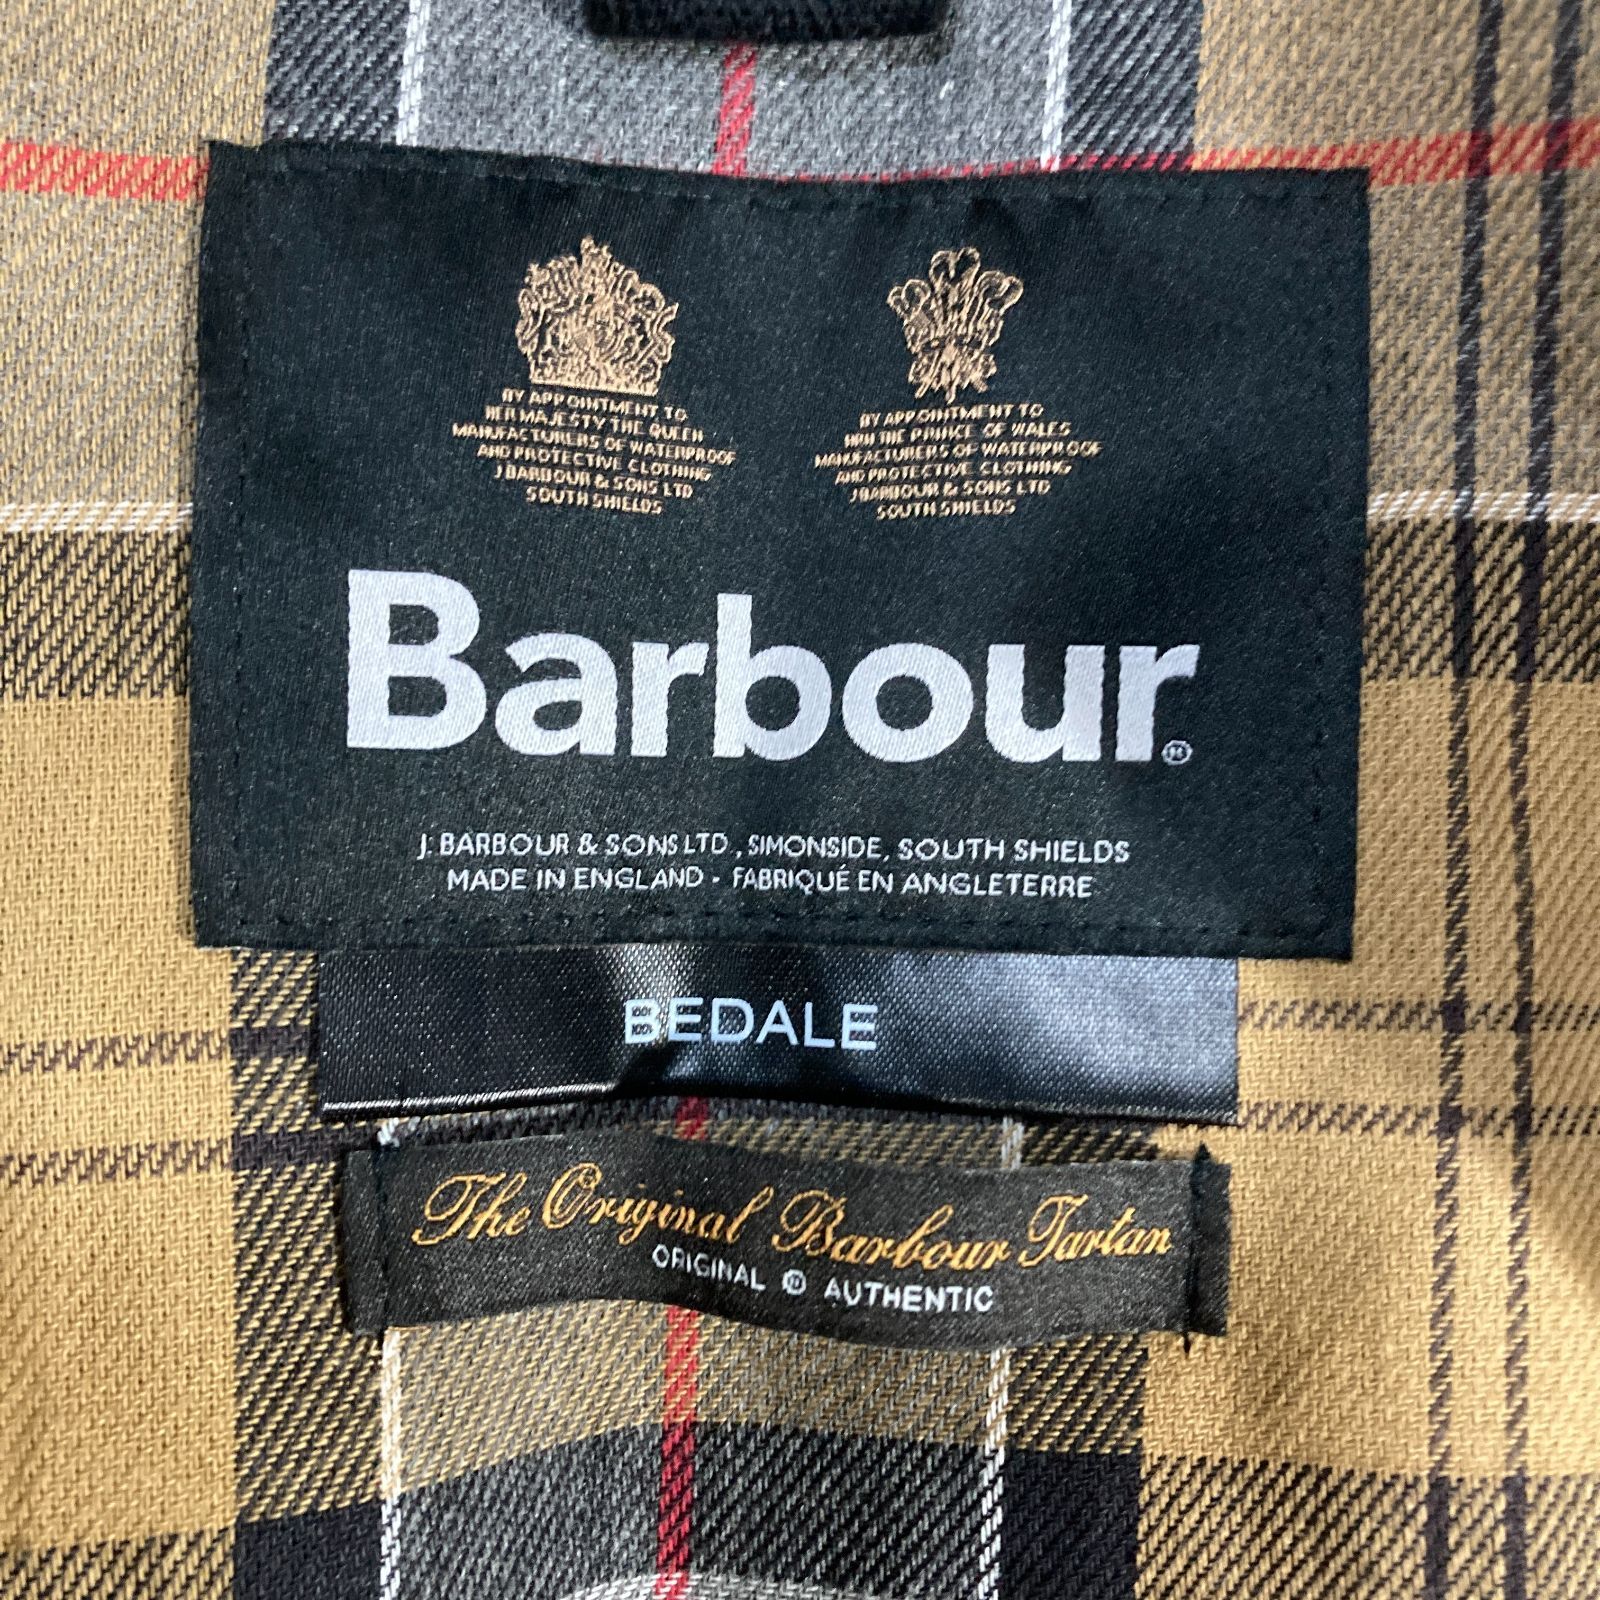 BY APPOINTMENT TO
HER MAJESTY THE QUEEN
MANUFACTURERS OF WATERPROOF
AND PROTECTIVE CLOTHING
J BARBOUR & SONS LTD
SOUTH SHIELDS
BY APPOINTMENT TO
HRH THE PRINCE OF WALES
MANUFACTURERS OF WATERPROOF
AND PROTECTIVE CLOTHING
J BARBOUR & SONS LTD
SOUTH SHIELDS
Barbour®
J. BARBOUR & SONS LTD., SIMONSIDE, SOUTH SHIELDS
MADE IN ENGLAND - FABRIQUÉ EN ANGLETERRE
BEDALE
The Original Barbour Tartan
ORIGINAL ® AUTHENTIC